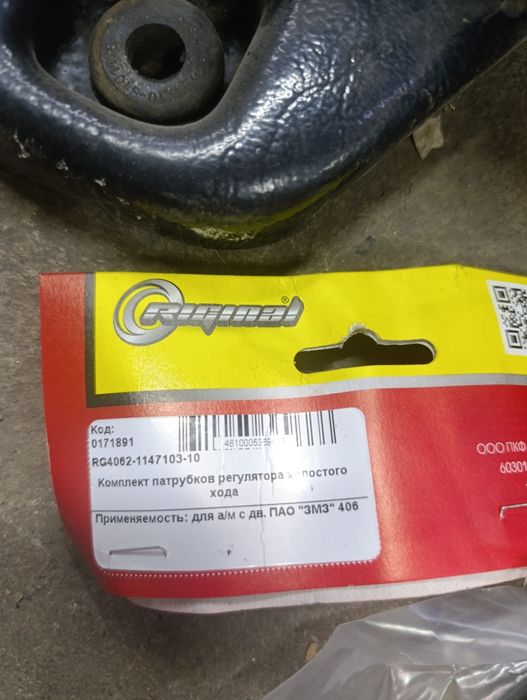 Original®
Код:
0171891
RG4062-1147103-10
Комплект патрубков регулятора холостого
хода
Применяемость: для а/м с дв. ПАО "ЗМЗ" 406
ООО ПКФ
60301